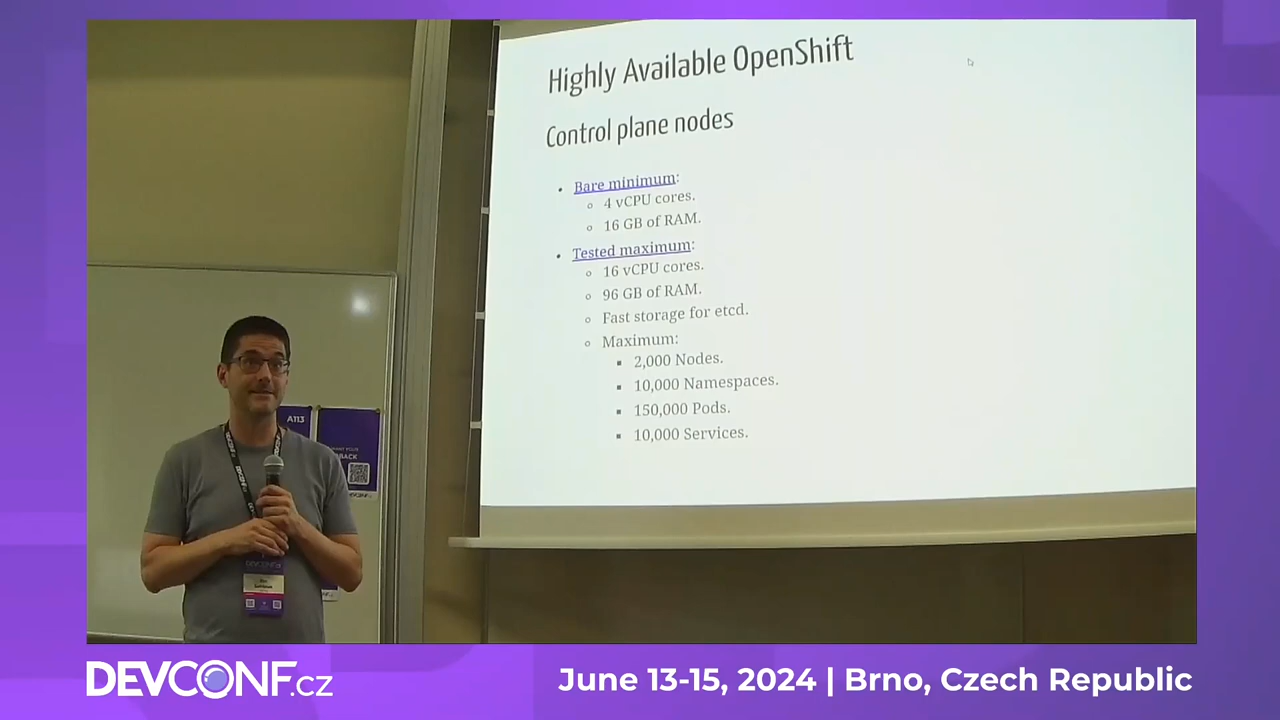 Highly Available OpenShift
Control plane nodes
Bare minimum:
4 vCPU cores.
16 GB of RAM.
Tested maximum:
16 vCPU cores.
96 GB of RAM.
Fast storage for etcd.
Maximum:
2,000 Nodes.
10,000 Namespaces.
150,000 Pods.
10,000 Services.
A113
DEVCONF.cz
June 13-15, 2024 | Brno, Czech Republic